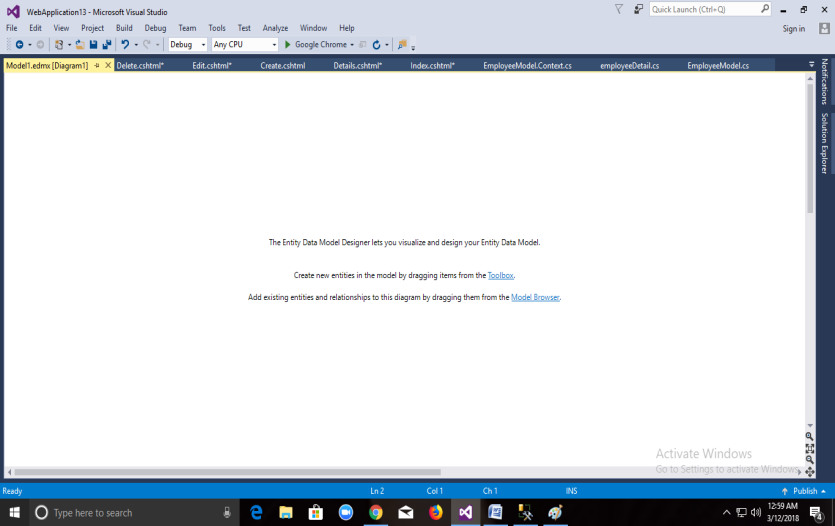 WebApplication13 - Microsoft Visual Studio
Quick Launch (Ctrl+Q)
File Edit View Project Build Debug Team Tools Test Analyze Window Help
Sign in
Debug Any CPU Google Chrome
Model1.edmx [Diagram1] Delete.cshtml* Edit.cshtml* Create.cshtml Details.cshtml* Index.cshtml* EmployeeModel.Context.cs employeeDetail.cs EmployeeModel.cs
Notifications
Solution Explorer
The Entity Data Model Designer lets you visualize and design your Entity Data Model.
Create new entities in the model by dragging items from the Toolbox.
Add existing entities and relationships to this diagram by dragging them from the Model Browser.
Activate Windows
Go to Settings to activate Windows.
Ready Ln 2 Col 1 Ch 1 INS Publish
Type here to search
12:59 AM
3/12/2018
4